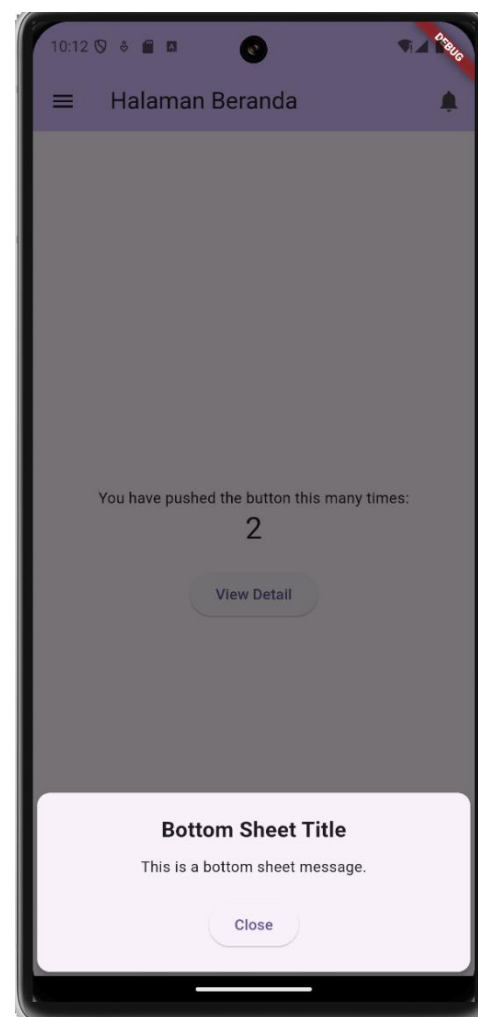 10:12
DEBUG
Halaman Beranda
You have pushed the button this many times:
2
View Detail
Bottom Sheet Title
This is a bottom sheet message.
Close